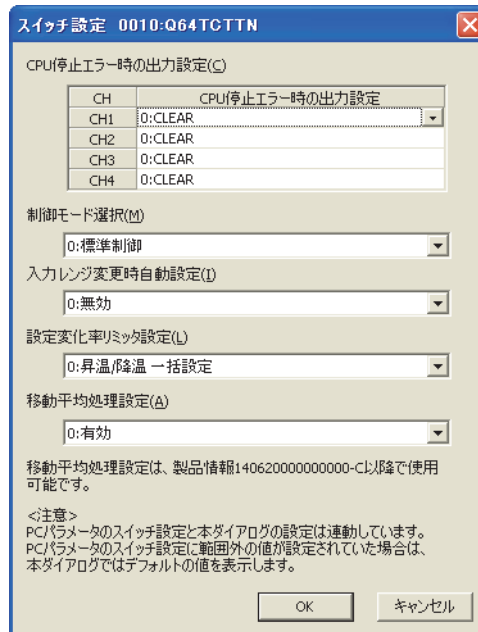 スイッチ設定 0010:Q64TCTTN
CPU停止エラー時の出力設定(C)
CH CPU停止エラー時の出力設定
CH1 0:CLEAR
CH2 0:CLEAR
CH3 0:CLEAR
CH4 0:CLEAR
制御モード選択(M)
0:標準制御
入力レンジ変更時自動設定(I)
0:無効
設定変化率リミッタ設定(L)
0:昇温/降温 一括設定
移動平均処理設定(A)
0:有効
移動平均処理設定は、製品情報140620000000000-C以降で使用
可能です。
<注意>
PCパラメータのスイッチ設定と本ダイアログの設定は連動しています。
PCパラメータのスイッチ設定に範囲外の値が設定されていた場合は、
本ダイアログではデフォルトの値を表示します。
OK キャンセル